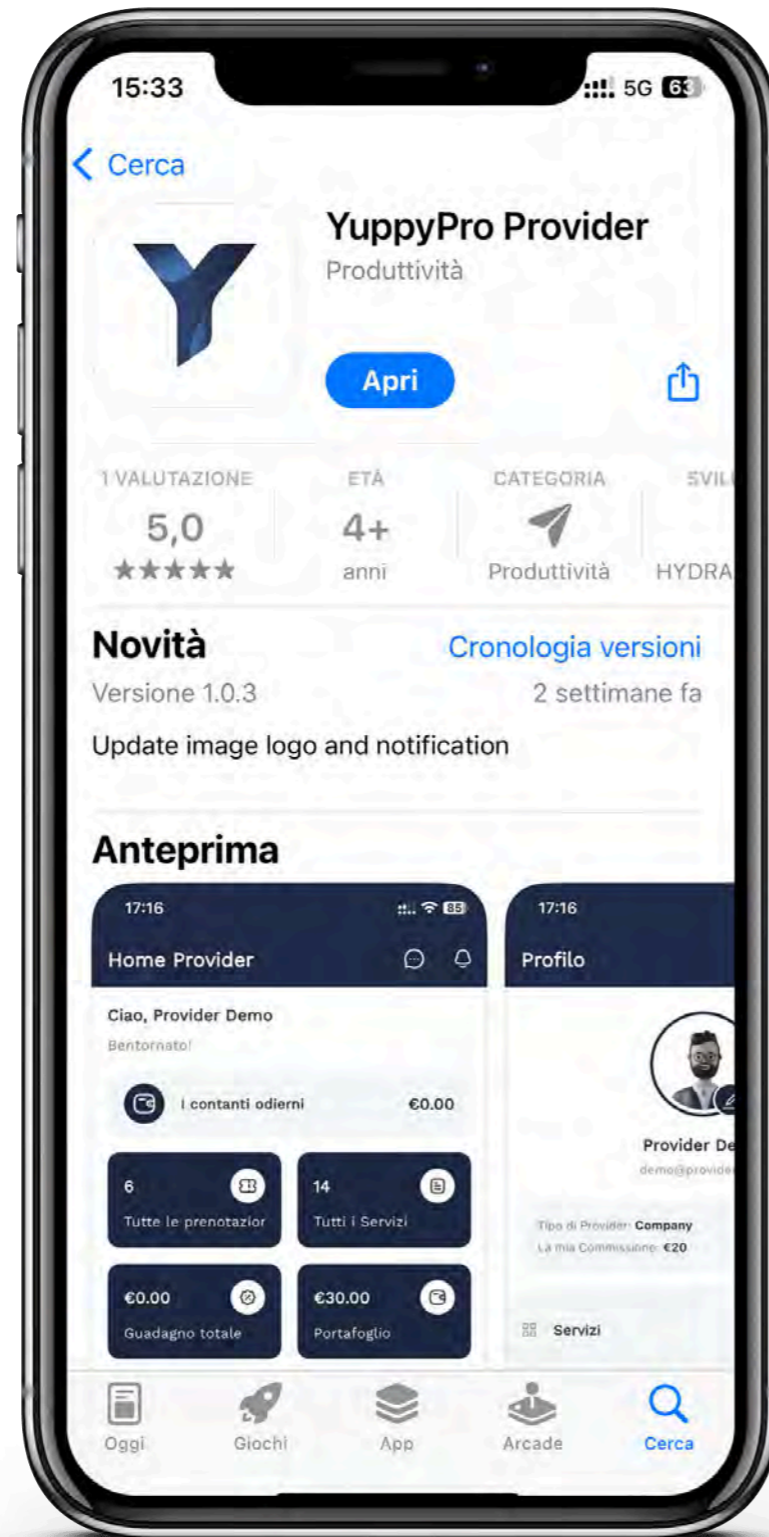 15:33 5G 63
Cerca
YuppyPro Provider
Produttività
Apri
1 VALUTAZIONE ETÀ CATEGORIA
5,0 4+
anni Produttività HYDRA
Novità Cronologia versioni
Versione 1.0.3 2 settimane fa
Update image logo and notification
Anteprima
17:16 85 17:16
Home Provider Profilo
Ciao, Provider Demo
Bentornato!
I contanti odierni €0.00
6 14
Tutte le prenotazior Tutti i Servizi
€0.00 €30.00
Guadagno totale Portafoglio
Provider De
demo@provider
Tipo di Provider: Company
La mia Commissione: €20
Servizi
Oggi Giochi App Arcade Cerca